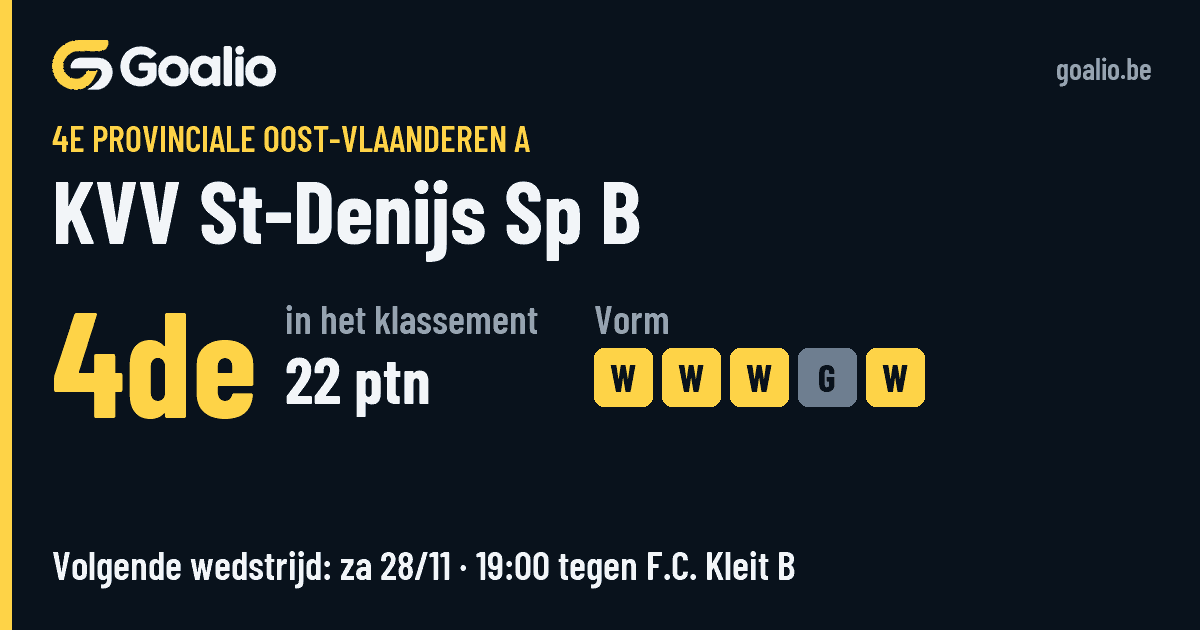 Goalio
goalio.be
4E PROVINCIALE OOST-VLAANDEREN A
KVV St-Denijs Sp B
4de
in het klassement
22 ptn
Vorm
W W W G W
Volgende wedstrijd: za 28/11 · 19:00 tegen F.C. Kleit B